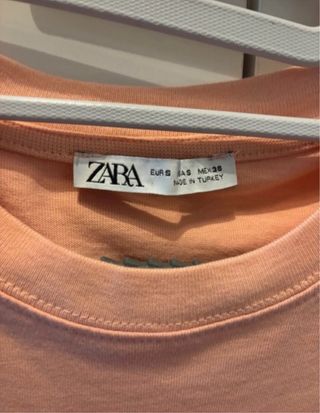 ZARA
EUR S USA S MEX 26
MADE IN TURKEY